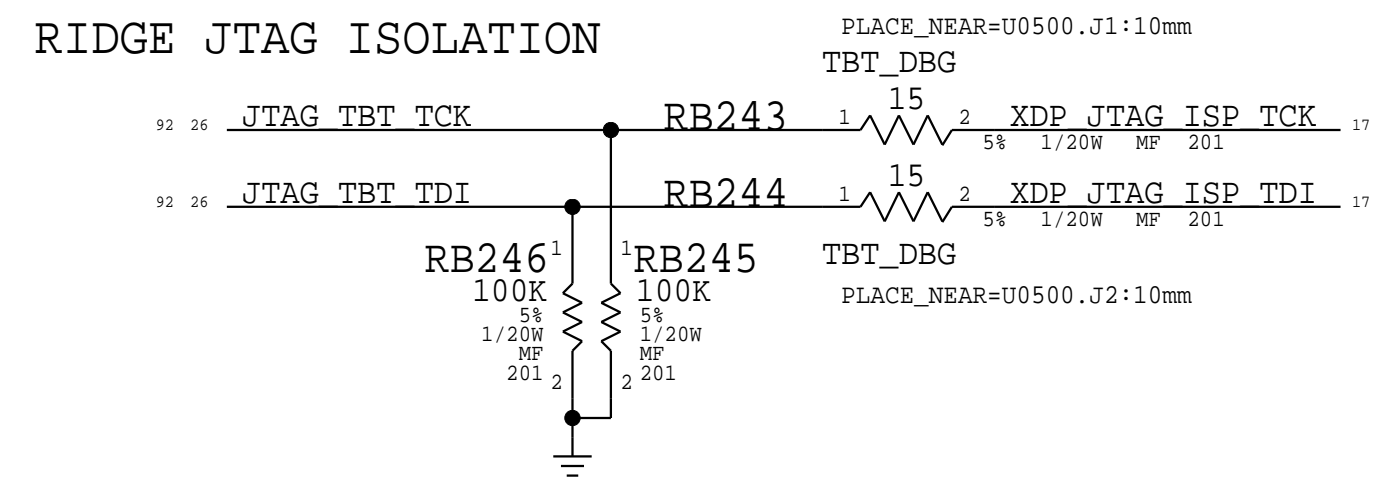 RIDGE JTAG ISOLATION
PLACE_NEAR=U0500.J1:10mm
TBT_DBG
92 26 JTAG_TBT_TCK RB243 1 15 2 XDP_JTAG_ISP_TCK 17
5% 1/20W MF 201
92 26 JTAG_TBT_TDI RB244 1 15 2 XDP_JTAG_ISP_TDI 17
5% 1/20W MF 201
TBT_DBG
PLACE_NEAR=U0500.J2:10mm
RB246 1
100K
5%
1/20W
MF
201 2
1 RB245
100K
5%
1/20W
MF
2 201